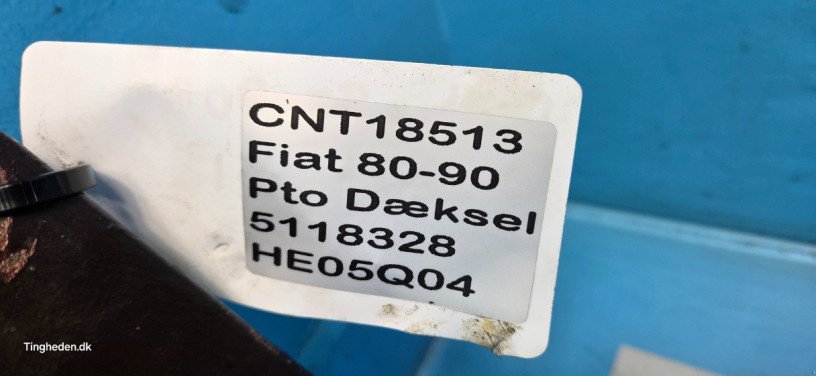 CNT18513
Fiat 80-90
Pto Dæksel
5118328
HE05Q04
Tingheden.dk